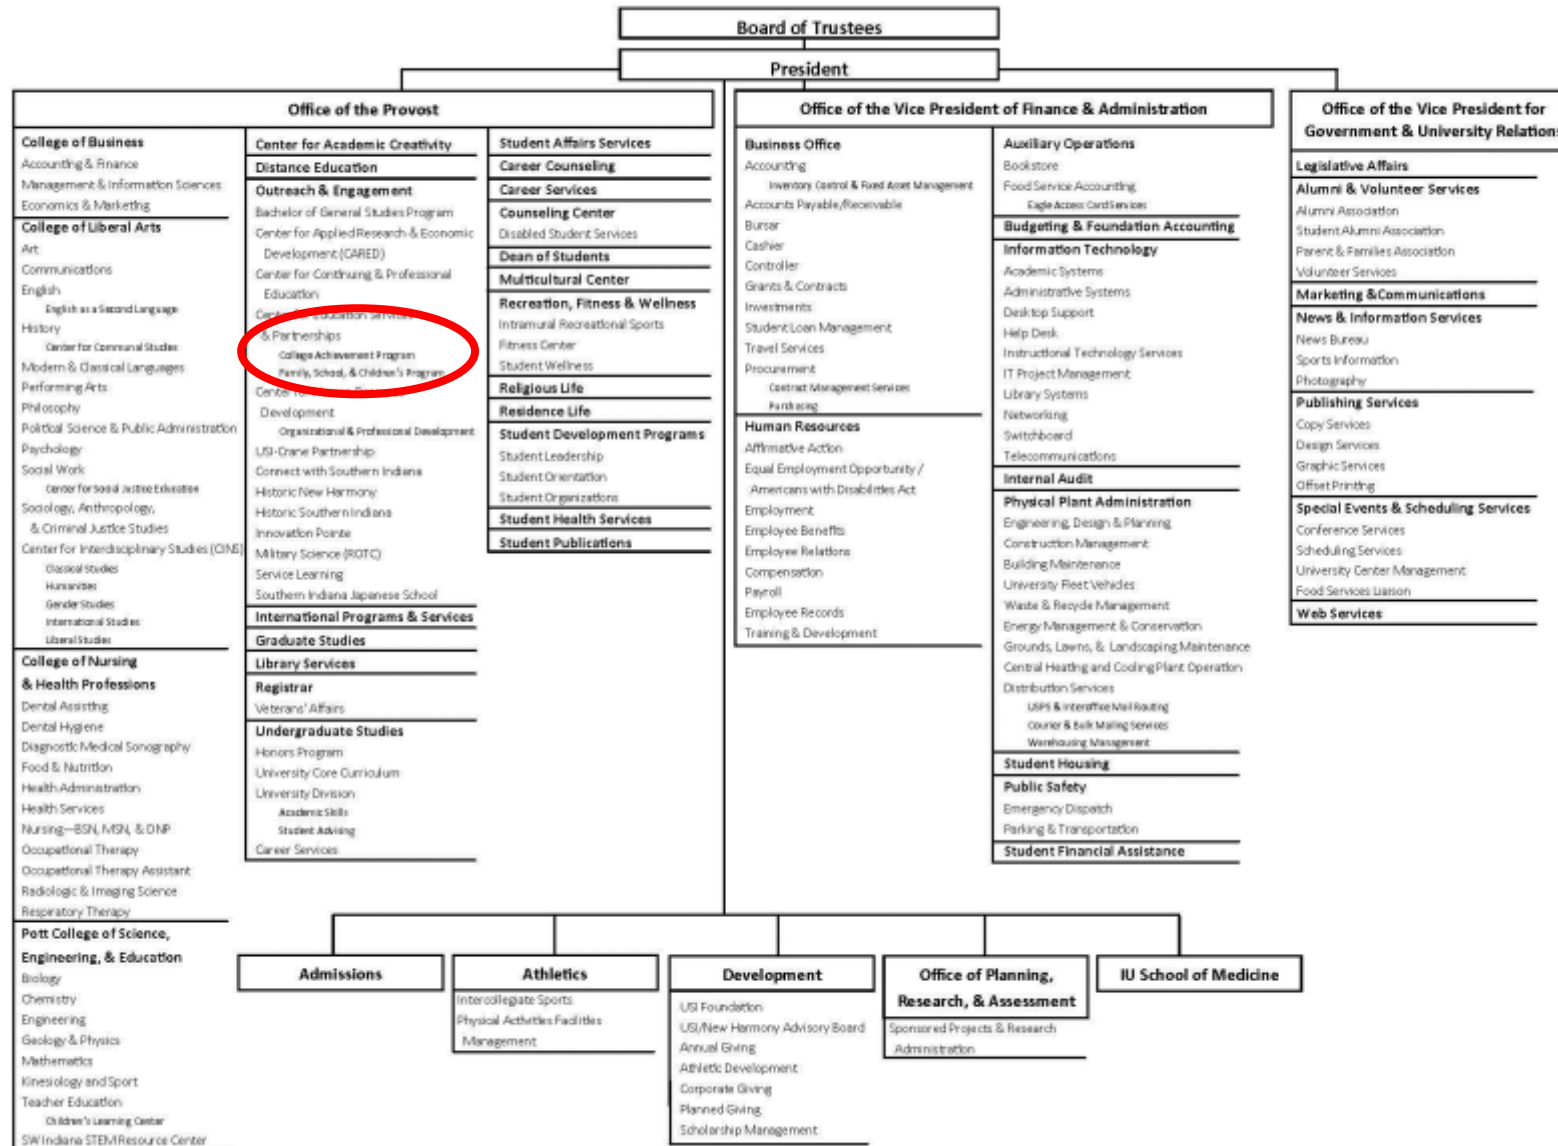 Board of Trustees
President
Office of the Provost
College of Business
Accounting & Finance
Management & Information Sciences
Economics & Marketing
College of Liberal Arts
Art
Communications
English
English as a Second Language
History
Center for Communal Studies
Modern & Classical Languages
Performing Arts
Philosophy
Political Science & Public Administration
Psychology
Social Work
Center for Social Justice Education
Sociology, Anthropology,
& Criminal Justice Studies
Center for Interdisciplinary Studies (CINS)
Classical Studies
Humanities
Gender Studies
International Studies
Liberal Studies
College of Nursing
& Health Professions
Dental Assisting
Dental Hygiene
Diagnostic Medical Sonography
Food & Nutrition
Health Administration
Health Services
Nursing—BSN, MSN, & DNP
Occupational Therapy
Occupational Therapy Assistant
Radiologic & Imaging Science
Respiratory Therapy
Pott College of Science,
Engineering, & Education
Biology
Chemistry
Engineering
Geology & Physics
Mathematics
Kinesiology and Sport
Teacher Education
Children's Learning Center
SW Indiana STEM Resource Center
Center for Academic Creativity
Distance Education
Outreach & Engagement
Bachelor of General Studies Program
Center for Applied Research & Economic
Development (CARED)
Center for Continuing & Professional
Education
Center for Education Services
& Partnerships
College Achievement Program
Family, School, & Children's Program
Center for
Development
Organizational & Professional Development
USI-Crane Partnership
Connect with Southern Indiana
Historic New Harmony
Historic Southern Indiana
Innovation Pointe
Military Science (ROTC)
Service Learning
Southern Indiana Japanese School
International Programs & Services
Graduate Studies
Library Services
Registrar
Veterans' Affairs
Undergraduate Studies
Honors Program
University Core Curriculum
University Division
Academic Skills
Student Advising
Career Services
Student Affairs Services
Career Counseling
Career Services
Counseling Center
Disabled Student Services
Dean of Students
Multicultural Center
Recreation, Fitness & Wellness
Intramural Recreational Sports
Fitness Center
Student Wellness
Religious Life
Residence Life
Student Development Programs
Student Leadership
Student Orientation
Student Organizations
Student Health Services
Student Publications
Office of the Vice President of Finance & Administration
Business Office
Accounting
Inventory Control & Fixed Asset Management
Accounts Payable/Receivable
Bursar
Cashier
Controller
Grants & Contracts
Investments
Student Loan Management
Travel Services
Procurement
Contract Management Services
Purchasing
Human Resources
Affirmative Action
Equal Employment Opportunity /
Americans with Disabilities Act
Employment
Employee Benefits
Employee Relations
Compensation
Payroll
Employee Records
Training & Development
Auxiliary Operations
Bookstore
Food Service Accounting
Eagle Access Card Services
Budgeting & Foundation Accounting
Information Technology
Academic Systems
Administrative Systems
Desktop Support
Help Desk
Instructional Technology Services
IT Project Management
Library Systems
Networking
Switchboard
Telecommunications
Internal Audit
Physical Plant Administration
Engineering, Design & Planning
Construction Management
Building Maintenance
University Fleet Vehicles
Waste & Recycle Management
Energy Management & Conservation
Grounds, Lawns, & Landscaping Maintenance
Central Heating and Cooling Plant Operation
Distribution Services
USPS & Interoffice Mail Routing
Courier & Bulk Mailing Services
Warehousing Management
Student Housing
Public Safety
Emergency Dispatch
Parking & Transportation
Student Financial Assistance
Office of the Vice President for
Government & University Relations
Legislative Affairs
Alumni & Volunteer Services
Alumni Association
Student Alumni Association
Parent & Families Association
Volunteer Services
Marketing & Communications
News & Information Services
News Bureau
Sports Information
Photography
Publishing Services
Copy Services
Design Services
Graphic Services
Offset Printing
Special Events & Scheduling Services
Conference Services
Scheduling Services
University Center Management
Food Services Liaison
Web Services
Admissions
Athletics
Intercollegiate Sports
Physical Activities Facilities
Management
Development
USI Foundation
USI/New Harmony Advisory Board
Annual Giving
Athletic Development
Corporate Giving
Planned Giving
Scholarship Management
Office of Planning,
Research, & Assessment
Sponsored Projects & Research
Administration
IU School of Medicine